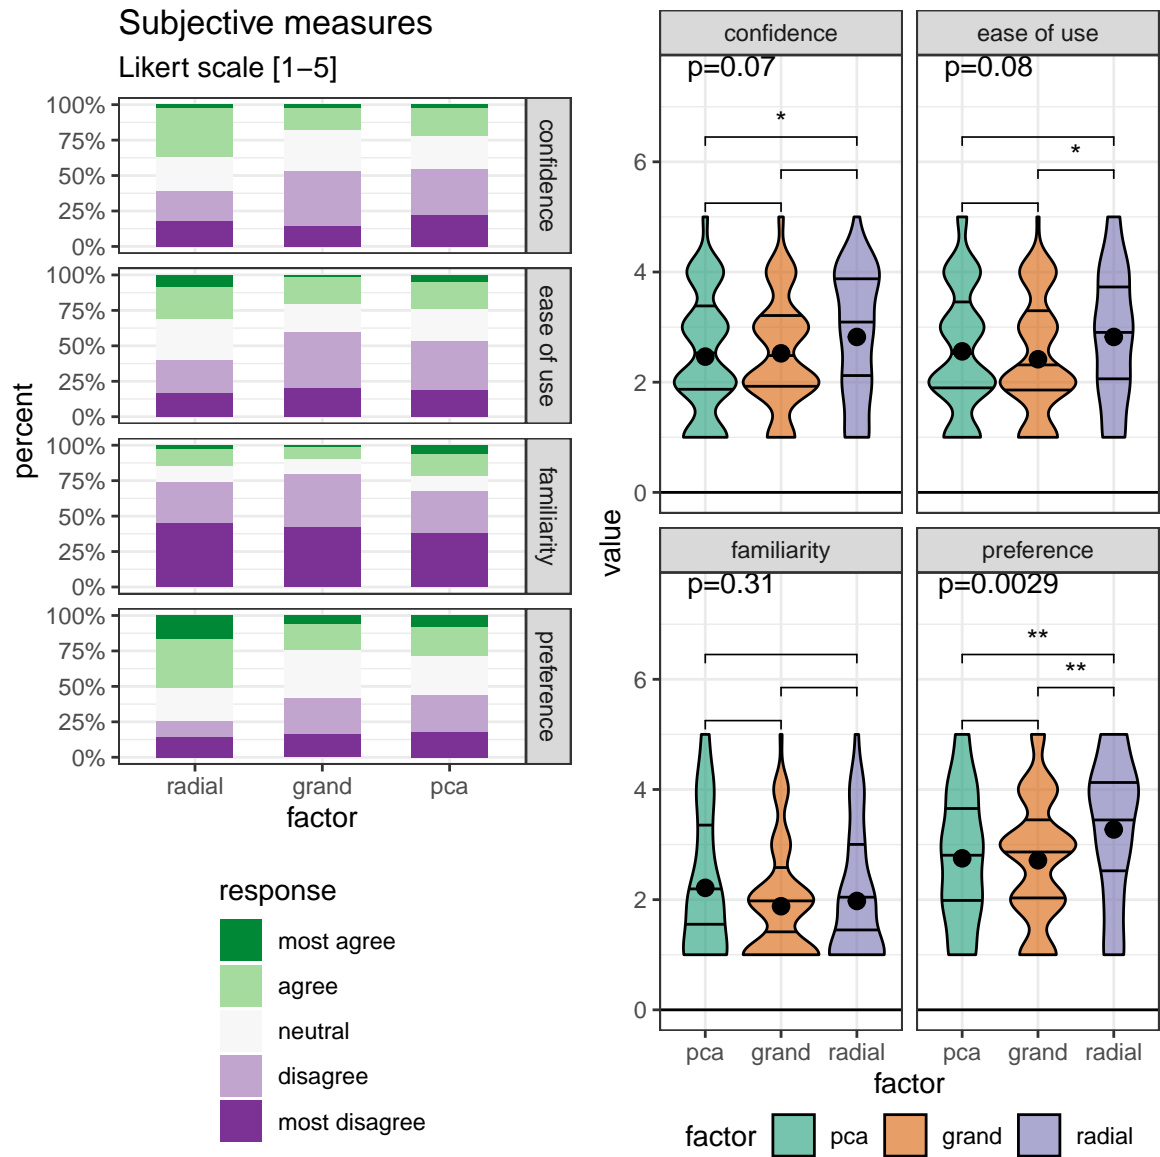 Subjective measures
Likert scale [1−5]
percent
100%
75%
50%
25%
0%
confidence
100%
75%
50%
25%
0%
ease of use
100%
75%
50%
25%
0%
familiarity
100%
75%
50%
25%
0%
preference
radial grand pca
factor
response
most agree
agree
neutral
disagree
most disagree
value
confidence
p=0.07
*
6
4
2
0
ease of use
p=0.08
*
familiarity
p=0.31
6
4
2
0
preference
p=0.0029
**
**
pca grand radial
pca grand radial
factor
factor pca grand radial